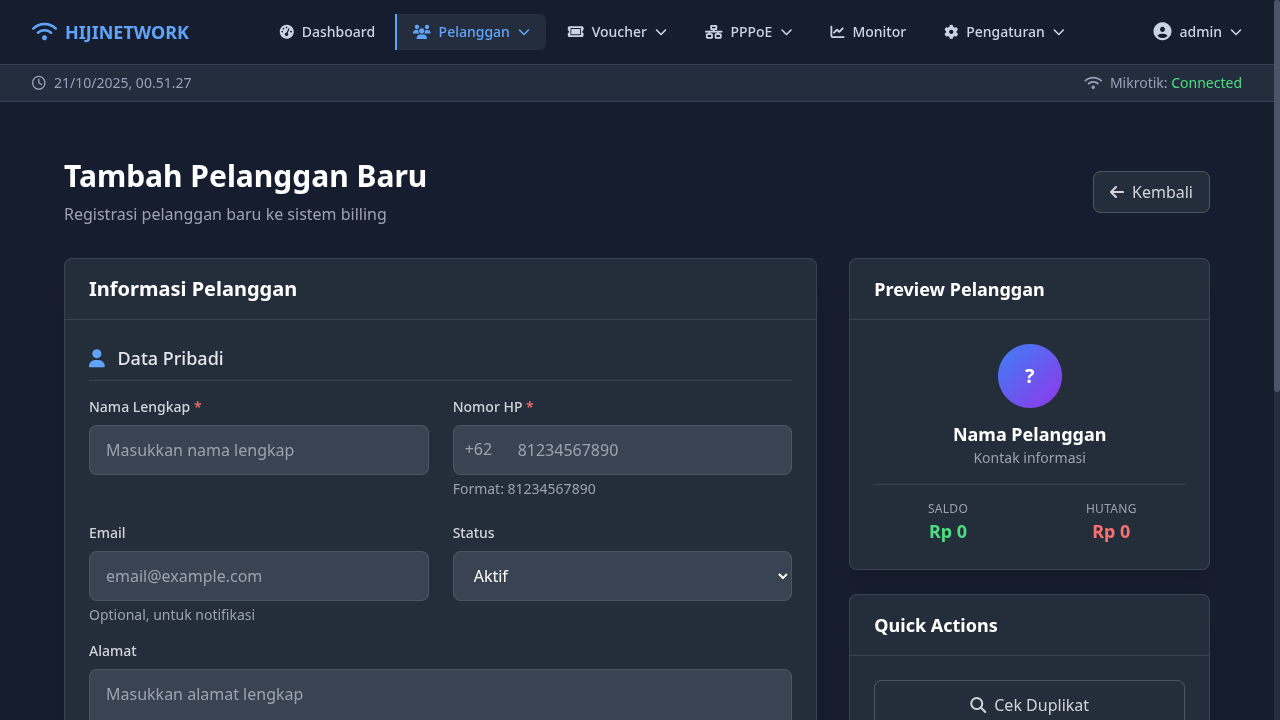 HIJINETWORK
Dashboard
Pelanggan
Voucher
PPPoE
Monitor
Pengaturan
admin
21/10/2025, 00.51.27
Mikrotik: Connected
Tambah Pelanggan Baru
Registrasi pelanggan baru ke sistem billing
Kembali
Informasi Pelanggan
Data Pribadi
Nama Lengkap *
Masukkan nama lengkap
Nomor HP *
+62 81234567890
Format: 81234567890
Email
email@example.com
Optional, untuk notifikasi
Status
Aktif
Alamat
Masukkan alamat lengkap
Preview Pelanggan
?
Nama Pelanggan
Kontak informasi
SALDO
Rp 0
HUTANG
Rp 0
Quick Actions
Cek Duplikat